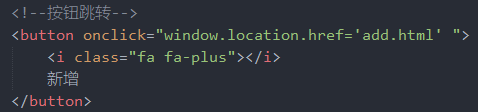 <!--按钮跳转-->
<button onclick="window.location.href='add.html' ">
    <i class="fa fa-plus"></i>
    新增
</button>